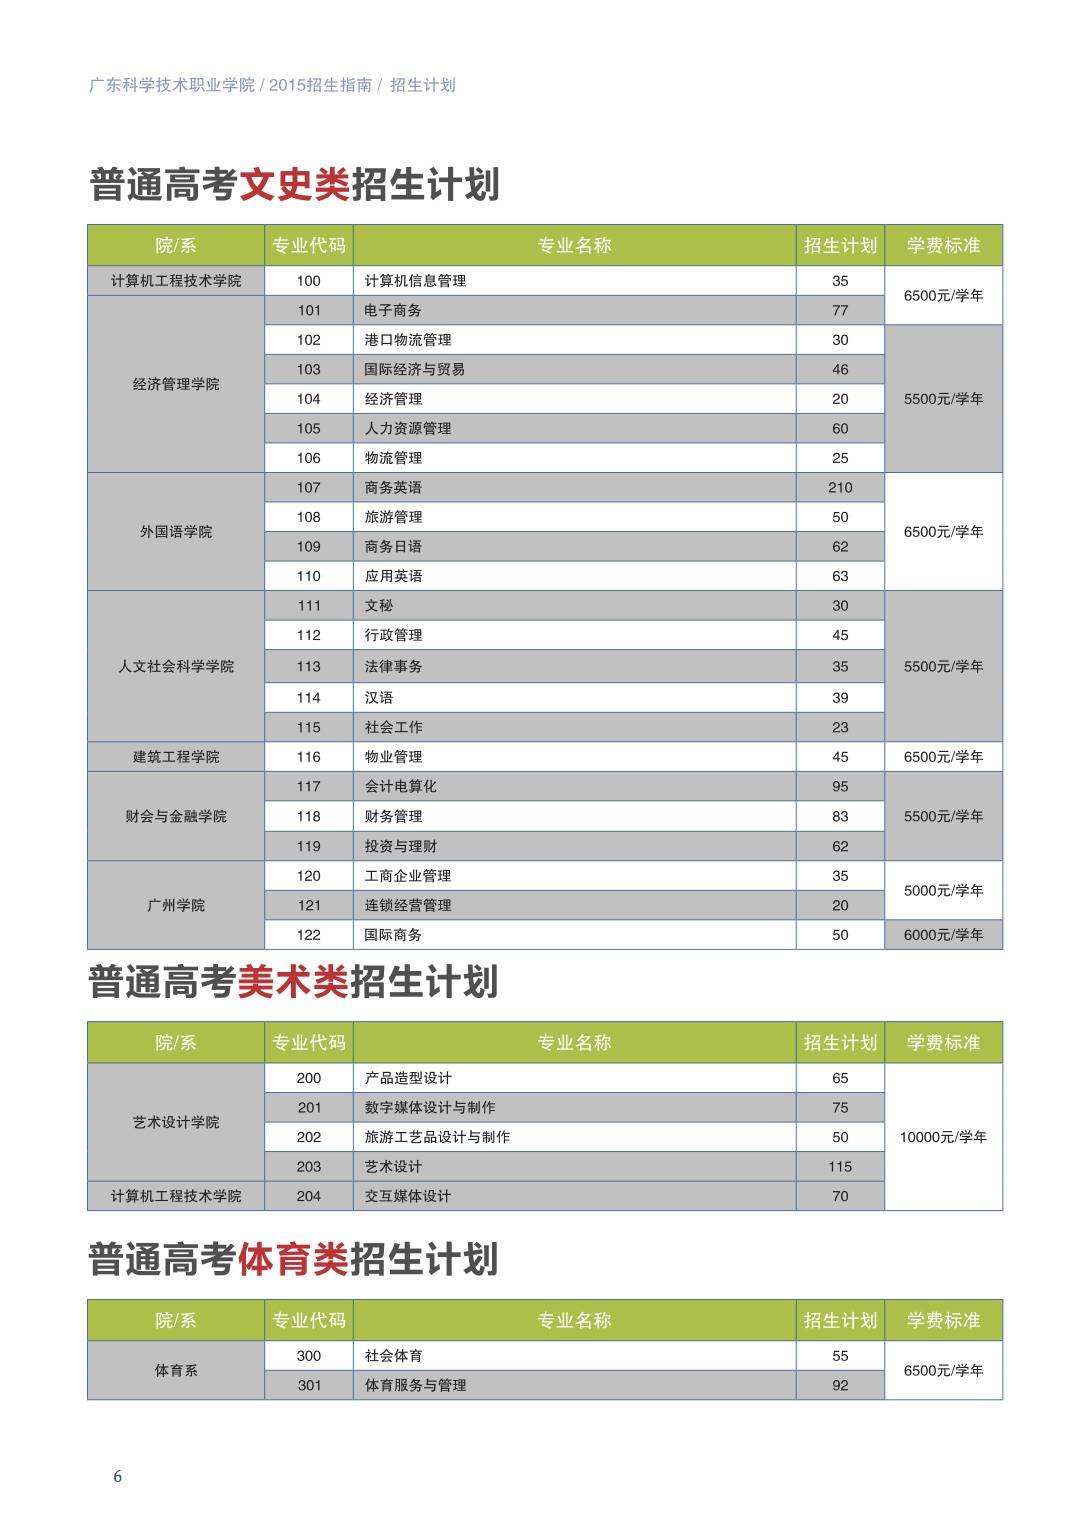 广东科学技术职业学院 / 2015招生指南 / 招生计划
普通高考文史类招生计划
院/系 专业代码 专业名称 招生计划 学费标准
计算机工程技术学院 100 计算机信息管理 35 6500元/学年
经济管理学院 101 电子商务 77
102 港口物流管理 30 5500元/学年
103 国际经济与贸易 46
104 经济管理 20
105 人力资源管理 60
106 物流管理 25
外国语学院 107 商务英语 210 6500元/学年
108 旅游管理 50
109 商务日语 62
110 应用英语 63
人文社会科学学院 111 文秘 30 5500元/学年
112 行政管理 45
113 法律事务 35
114 汉语 39
115 社会工作 23
建筑工程学院 116 物业管理 45 6500元/学年
财会与金融学院 117 会计电算化 95 5500元/学年
118 财务管理 83
119 投资与理财 62
广州学院 120 工商企业管理 35 5000元/学年
121 连锁经营管理 20
122 国际商务 50 6000元/学年
普通高考美术类招生计划
院/系 专业代码 专业名称 招生计划 学费标准
艺术设计学院 200 产品造型设计 65 10000元/学年
201 数字媒体设计与制作 75
202 旅游工艺品设计与制作 50
203 艺术设计 115
计算机工程技术学院 204 交互媒体设计 70
普通高考体育类招生计划
院/系 专业代码 专业名称 招生计划 学费标准
体育系 300 社会体育 55 6500元/学年
301 体育服务与管理 92
6